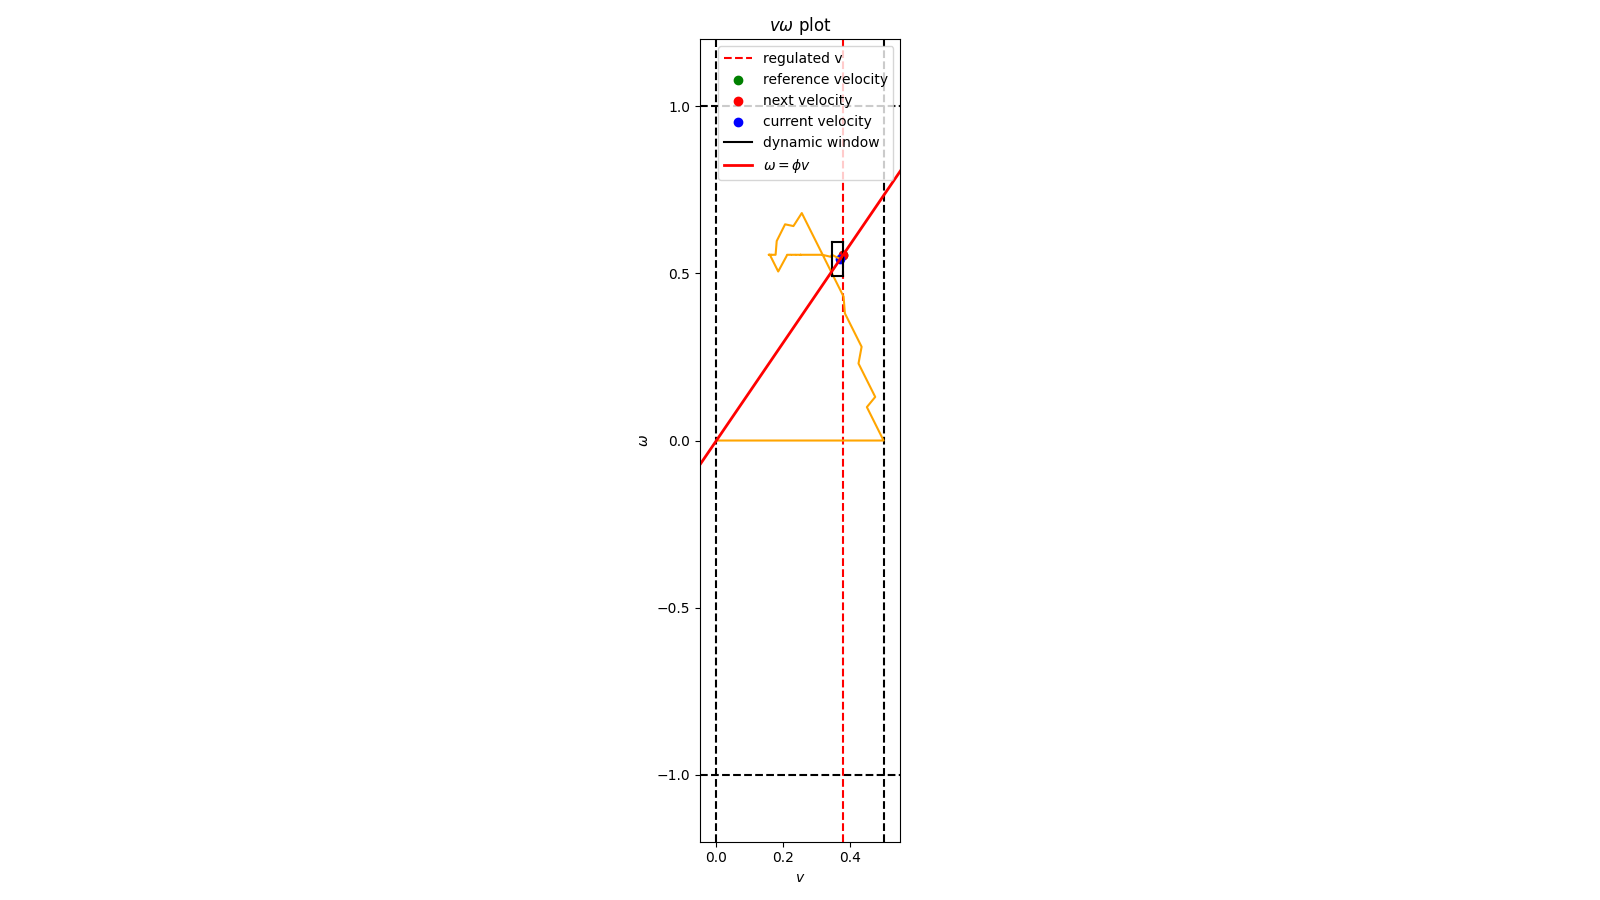 vω plot
regulated v
reference velocity
next velocity
current velocity
dynamic window
ω = ϕv
1.0
0.5
0.0
−0.5
−1.0
ω
0.0 0.2 0.4
v